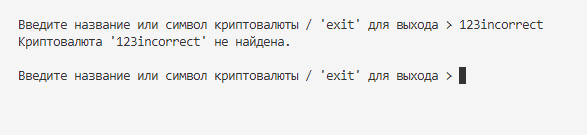 Введите название или символ криптовалюты / 'exit' для выхода > 123incorrect
Криптовалюта '123incorrect' не найдена.
Введите название или символ криптовалюты / 'exit' для выхода >